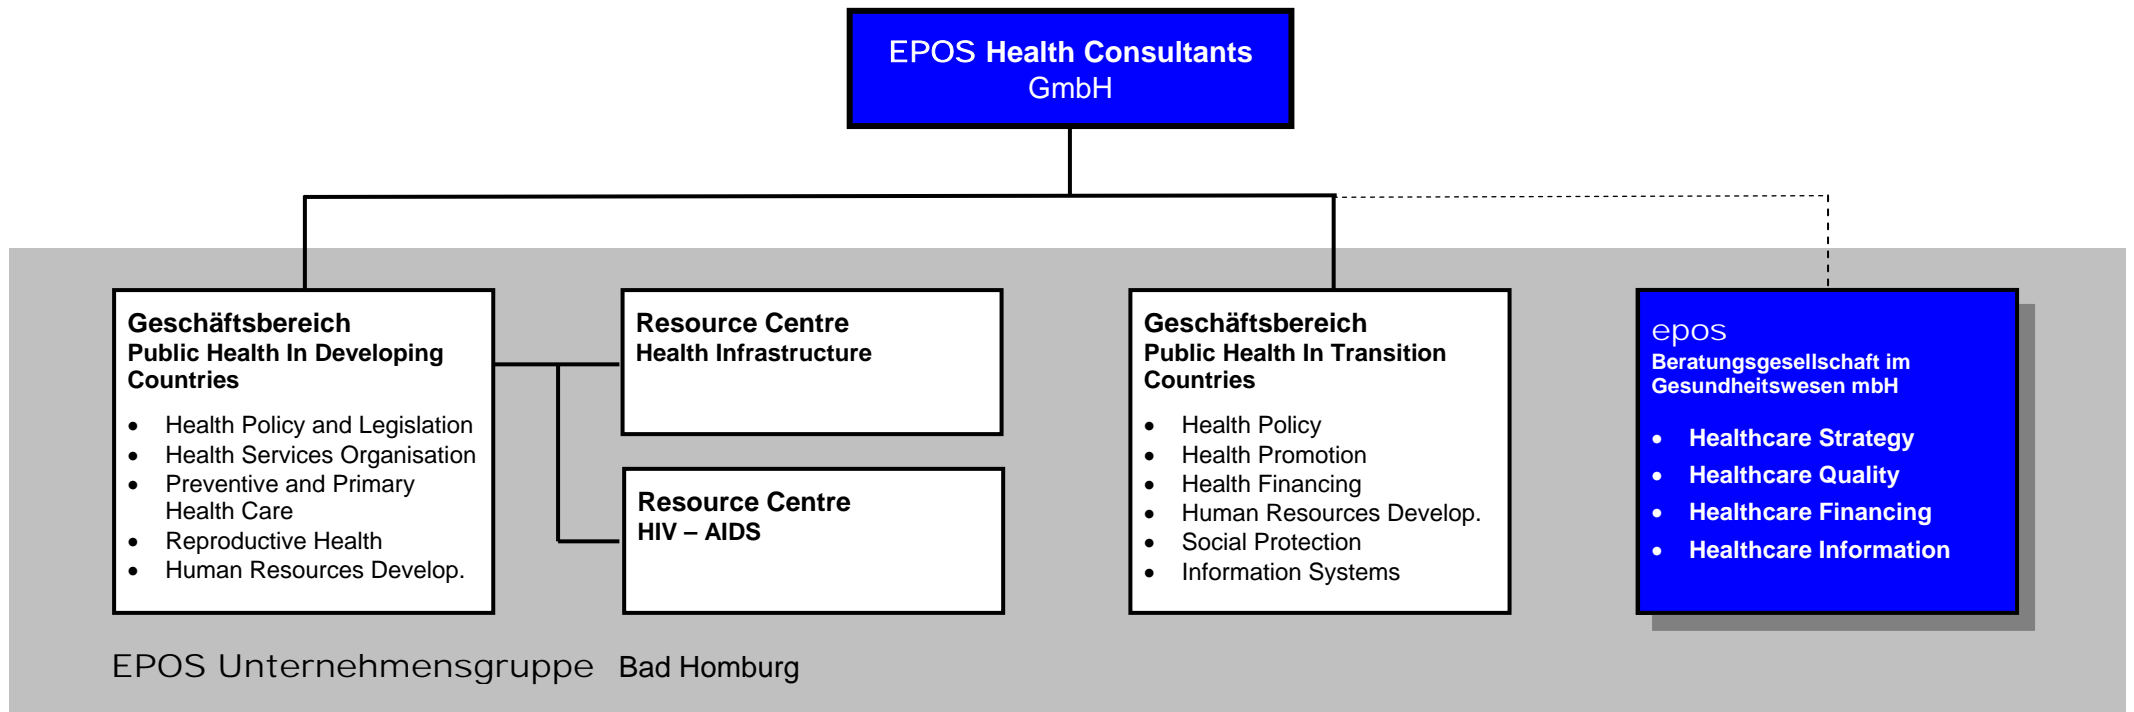 EPOS Health Consultants
GmbH
Geschäftsbereich
Public Health In Developing
Countries
• Health Policy and Legislation
• Health Services Organisation
• Preventive and Primary
Health Care
• Reproductive Health
• Human Resources Develop.
Resource Centre
Health Infrastructure
Resource Centre
HIV – AIDS
Geschäftsbereich
Public Health In Transition
Countries
• Health Policy
• Health Promotion
• Health Financing
• Human Resources Develop.
• Social Protection
• Information Systems
epos
Beratungsgesellschaft im
Gesundheitswesen mbH
• Healthcare Strategy
• Healthcare Quality
• Healthcare Financing
• Healthcare Information
EPOS Unternehmensgruppe Bad Homburg